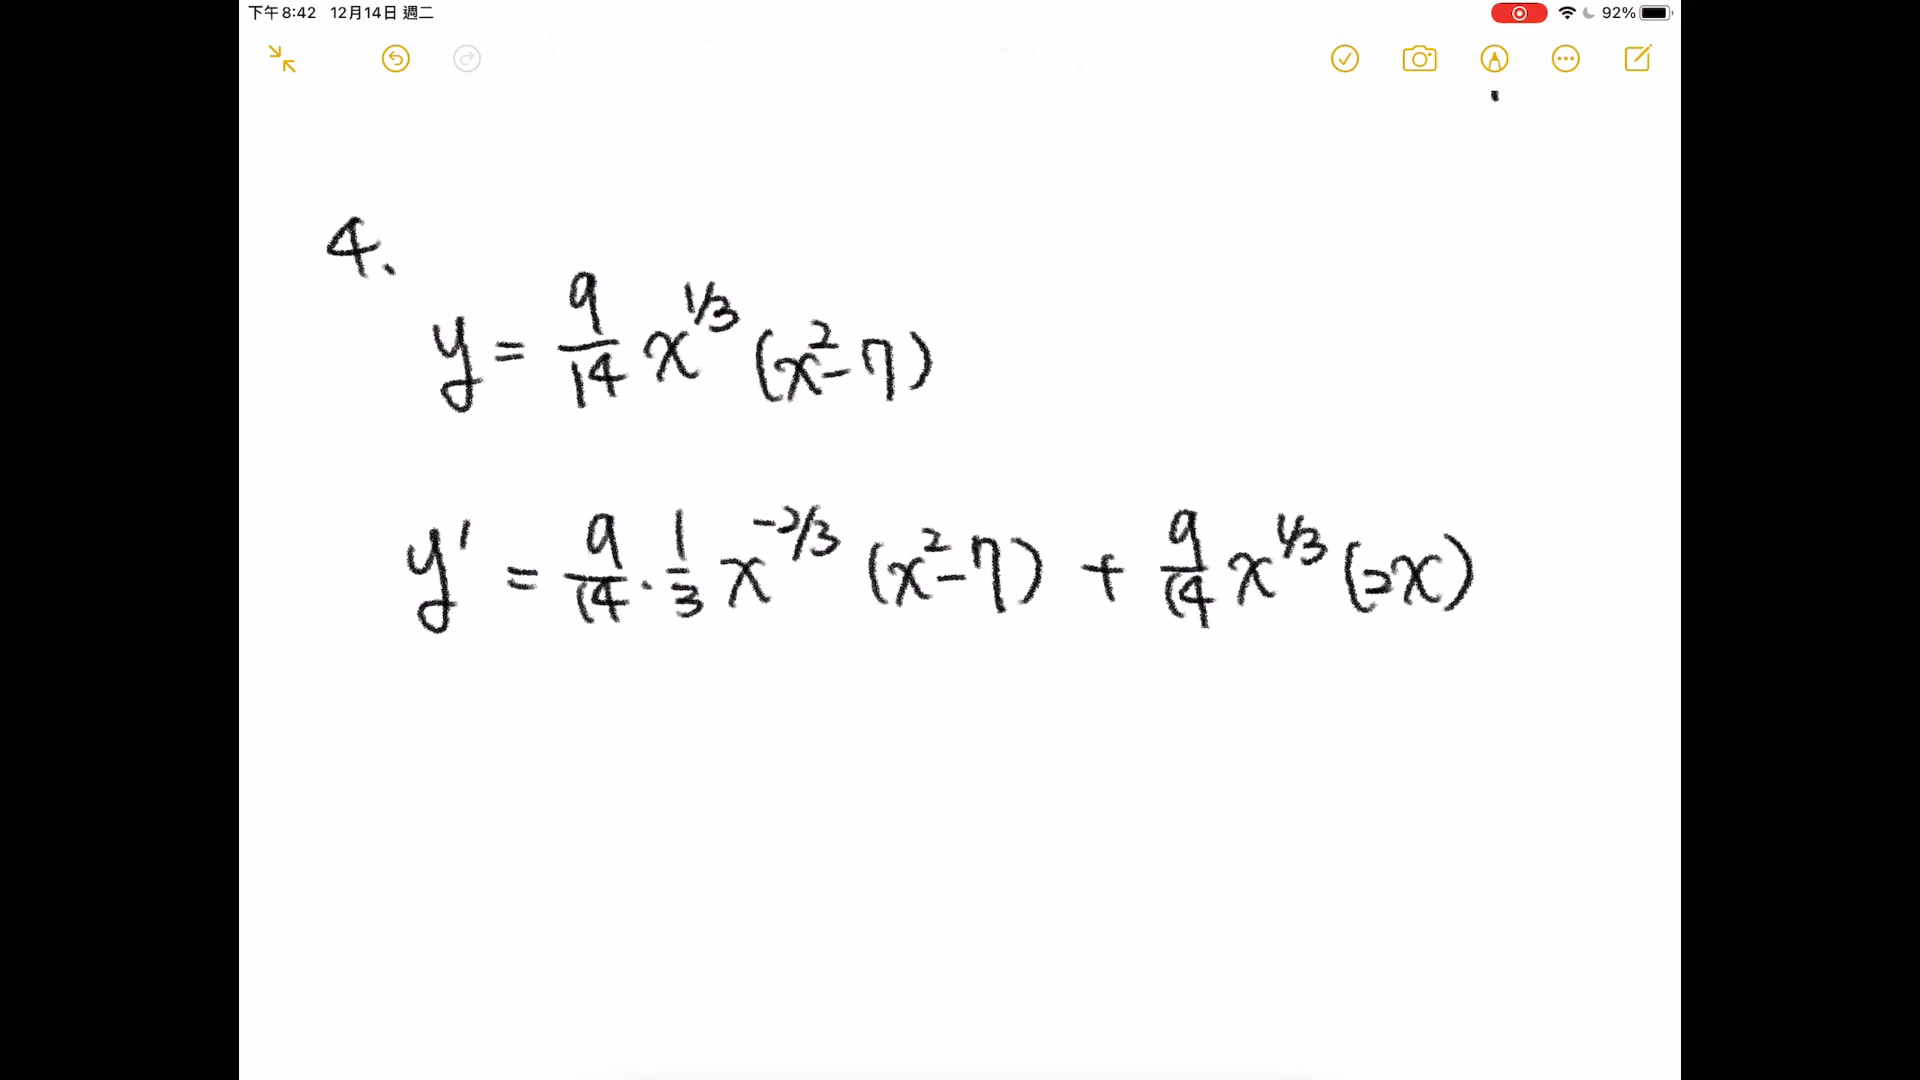 下午8:42 12月14日 週二 92%
4.
y = 9/14 x^{1/3} (x²-7)
y' = 9/14 · 1/3 x^{-2/3} (x²-7) + 9/14 x^{1/3} (2x)